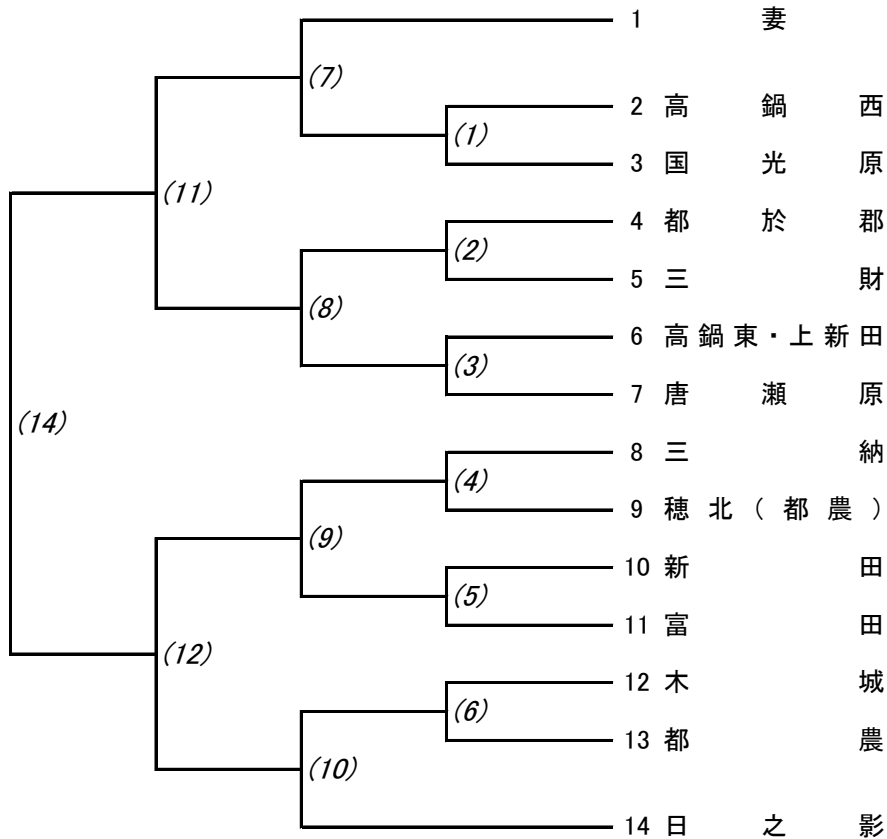 1 妻
(7)
2 高鍋西
(1)
3 国光原
(11)
4 都於郡
(2)
5 三財
(8)
6 高鍋東・上新田
(3)
7 唐瀬原
(14)
8 三納
(4)
9 穂北(都農)
(9)
10 新田
(5)
11 富田
(12)
12 木城
(6)
13 都農
(10)
14 日之影